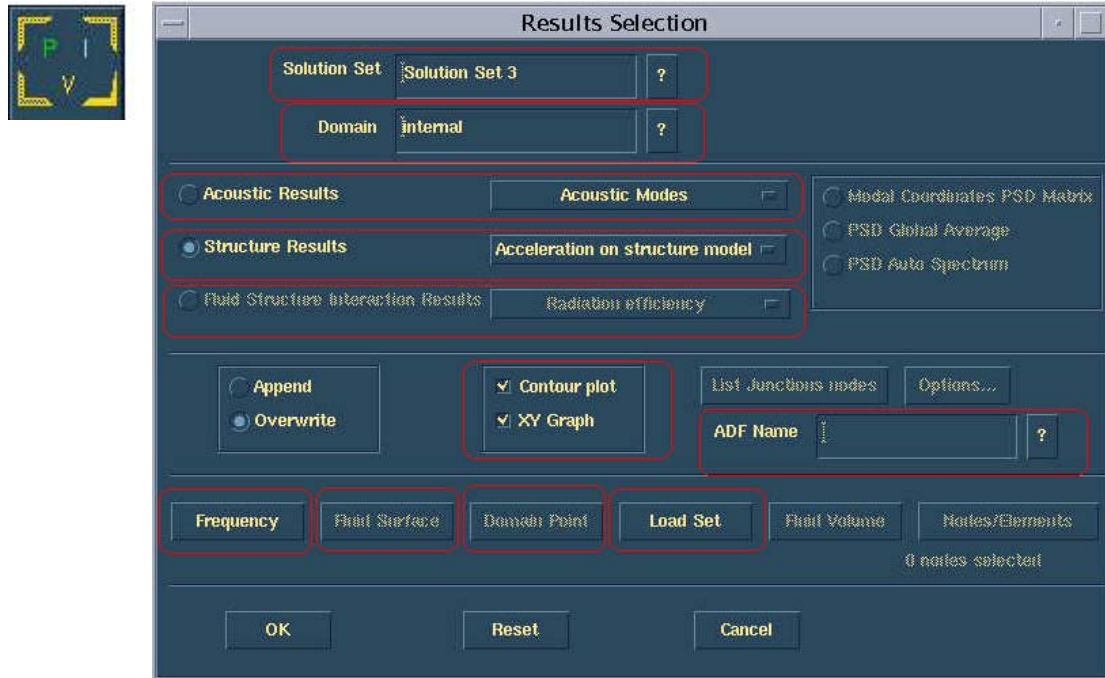 P I
V
Results Selection
Solution Set Solution Set 3 ?
Domain internal ?
Acoustic Results Acoustic Modes
Structure Results Acceleration on structure model
Fluid Structure Interaction Results Radiation efficiency
Modal Coordinates PSD Matrix
PSD Global Average
PSD Auto Spectrum
Append
Overwrite
Contour plot
XY Graph
List Junctions nodes Options...
ADF Name ?
Frequency Fluid Surface Domain Point Load Set Fluid Volume Nodes/Elements
0 nodes selected
OK Reset Cancel